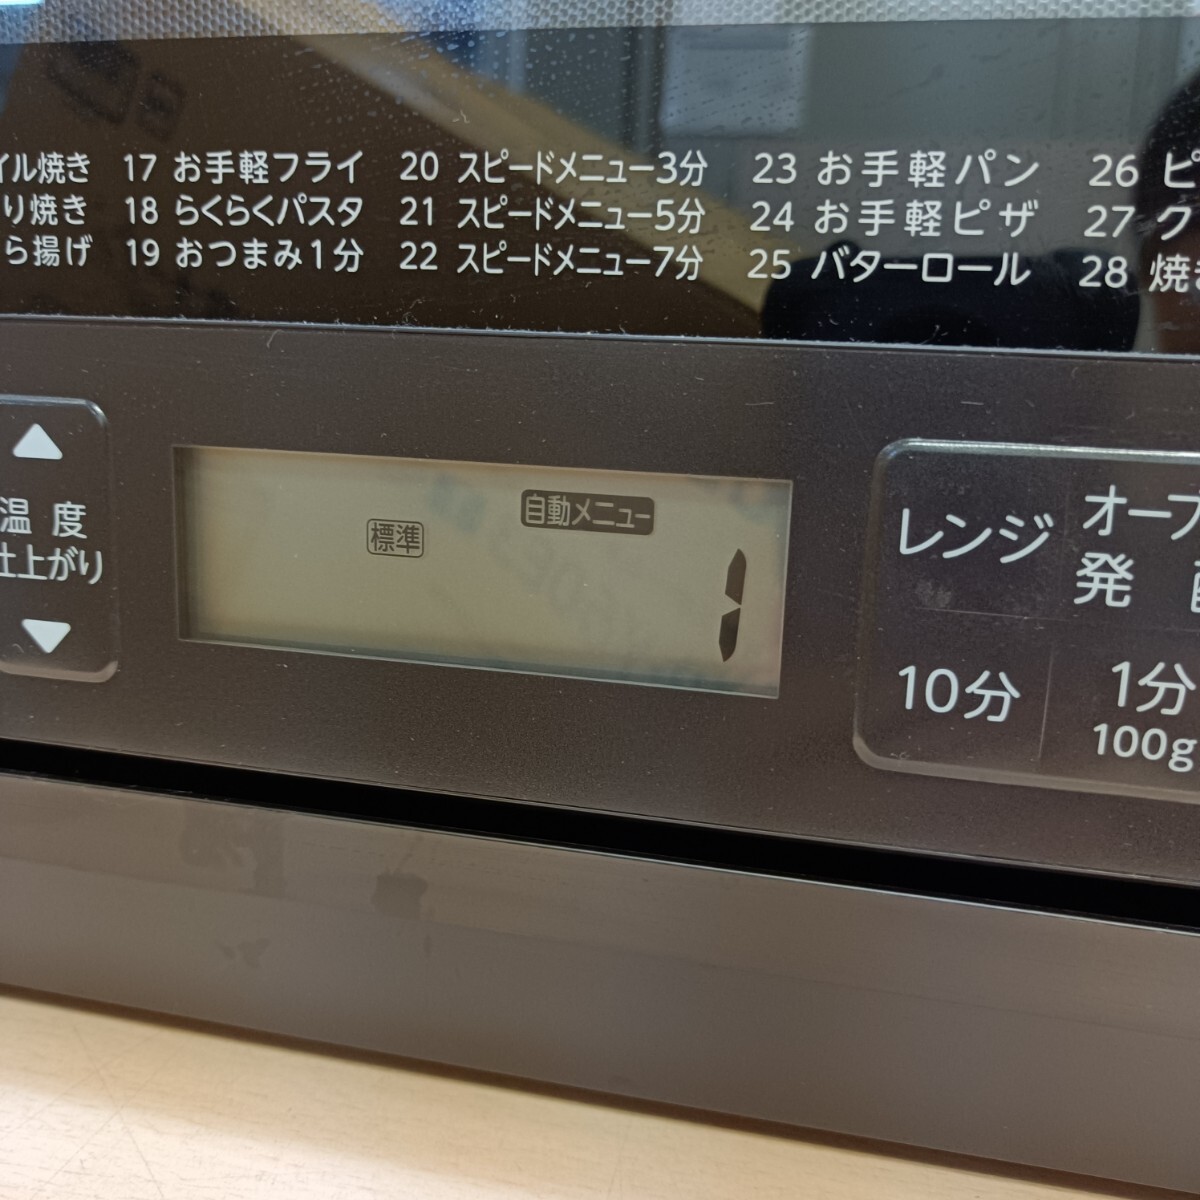 イル焼き 17 お手軽フライ 20 スピードメニュー3分 23 お手軽パン 26 ピ
り焼き 18 らくらくパスタ 21 スピードメニュー5分 24 お手軽ピザ 27 ク
ら揚げ 19 おつまみ1分 22 スピードメニュー7分 25 バターロール 28 焼き
▲
温度
仕上がり
▼
自動メニュー
標準
1
レンジ
オーブ
発
10分
1分
100g